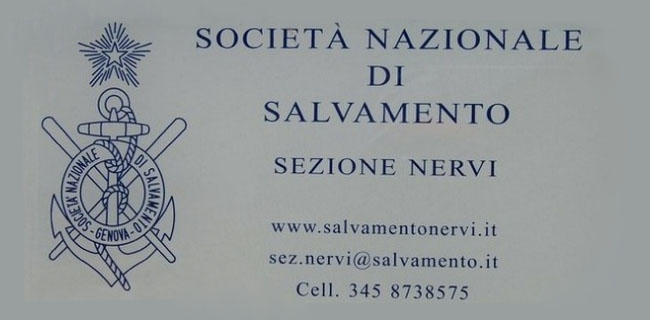 SOCIETÀ NAZIONALE
DI
SALVAMENTO
SEZIONE NERVI
www.salvamentonervi.it
sez.nervi@salvamento.it
Cell. 345 8738575
SOCIETA' NAZIONALE DI SALVAMENTO - GENOVA -